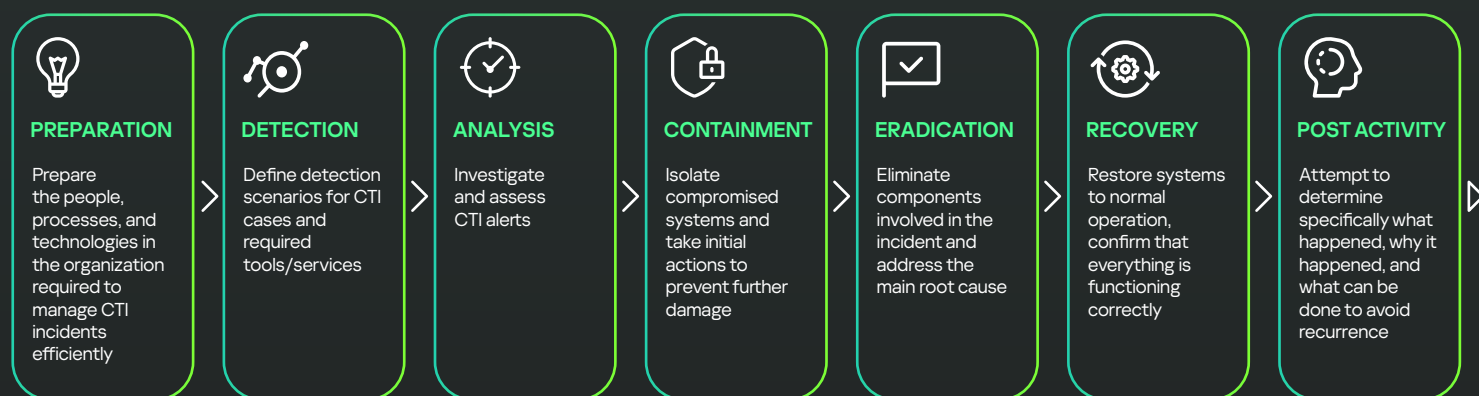 PREPARATION
Prepare
the people,
processes, and
technologies in
the organization
required to
manage CTI
incidents
efficiently
DETECTION
Define detection
scenarios for CTI
cases and
required
tools/services
ANALYSIS
Investigate
and assess
CTI alerts
CONTAINMENT
Isolate
compromised
systems and
take initial
actions to
prevent further
damage
ERADICATION
Eliminate
components
involved in the
incident and
address the
main root cause
RECOVERY
Restore systems
to normal
operation,
confirm that
everything is
functioning
correctly
POST ACTIVITY
Attempt to
determine
specifically what
happened, why it
happened, and
what can be
done to avoid
recurrence